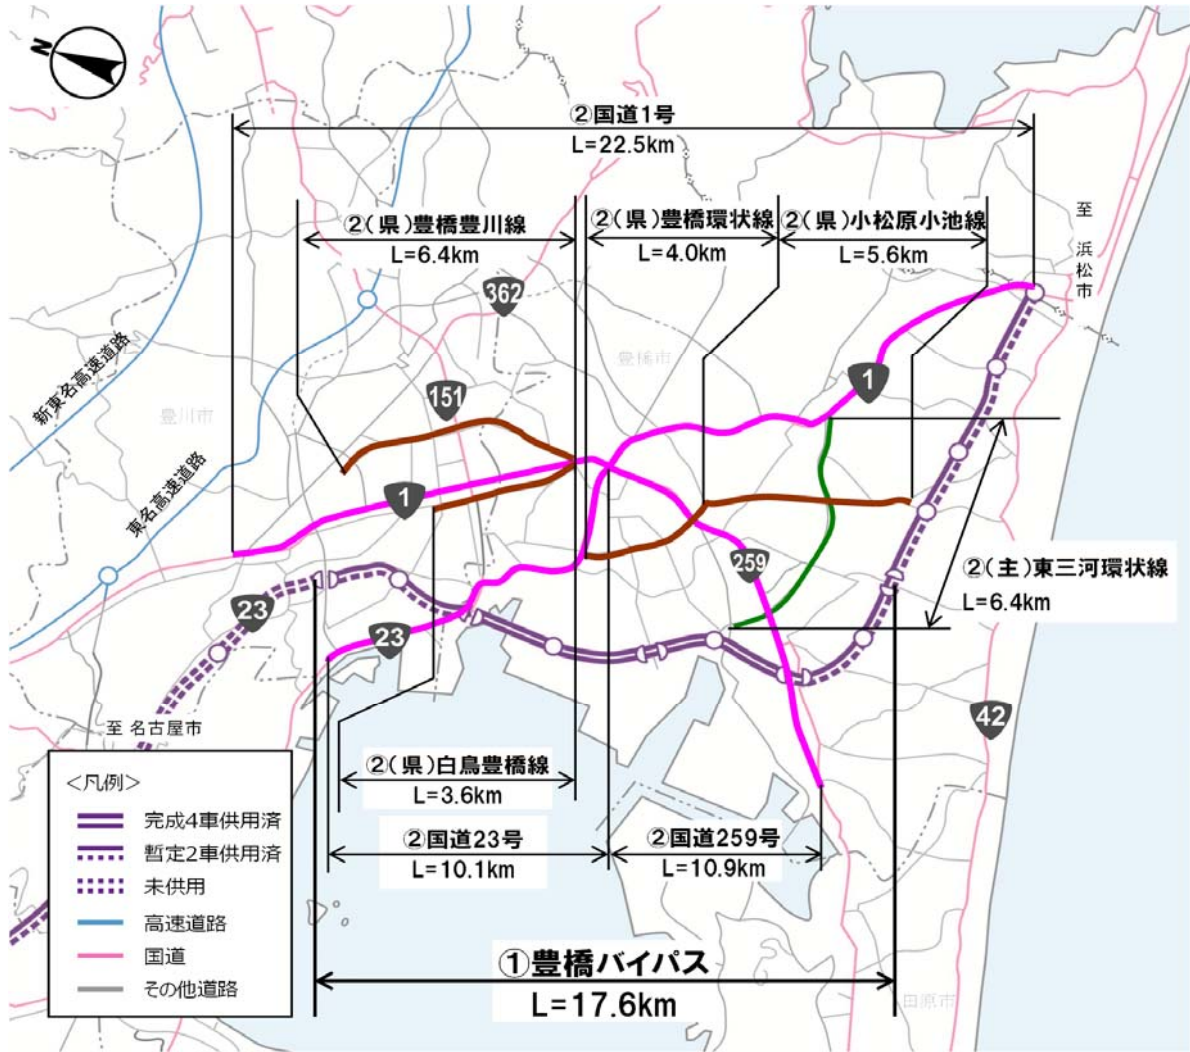 N
②国道1号
L=22.5km
②(県)豊橋豊川線
L=6.4km
②(県)豊橋環状線
L=4.0km
②(県)小松原小池線
L=5.6km
至 浜松市
362
豊橋市
新東名高速道路
151
豊川市
1
東名高速道路
1
259
②(主)東三河環状線
L=6.4km
23
23
42
至 名古屋市
②(県)白鳥豊橋線
L=3.6km
②国道23号
L=10.1km
②国道259号
L=10.9km
①豊橋バイパス
L=17.6km
田原市
<凡例>
完成4車供用済
暫定2車供用済
未供用
高速道路
国道
その他道路